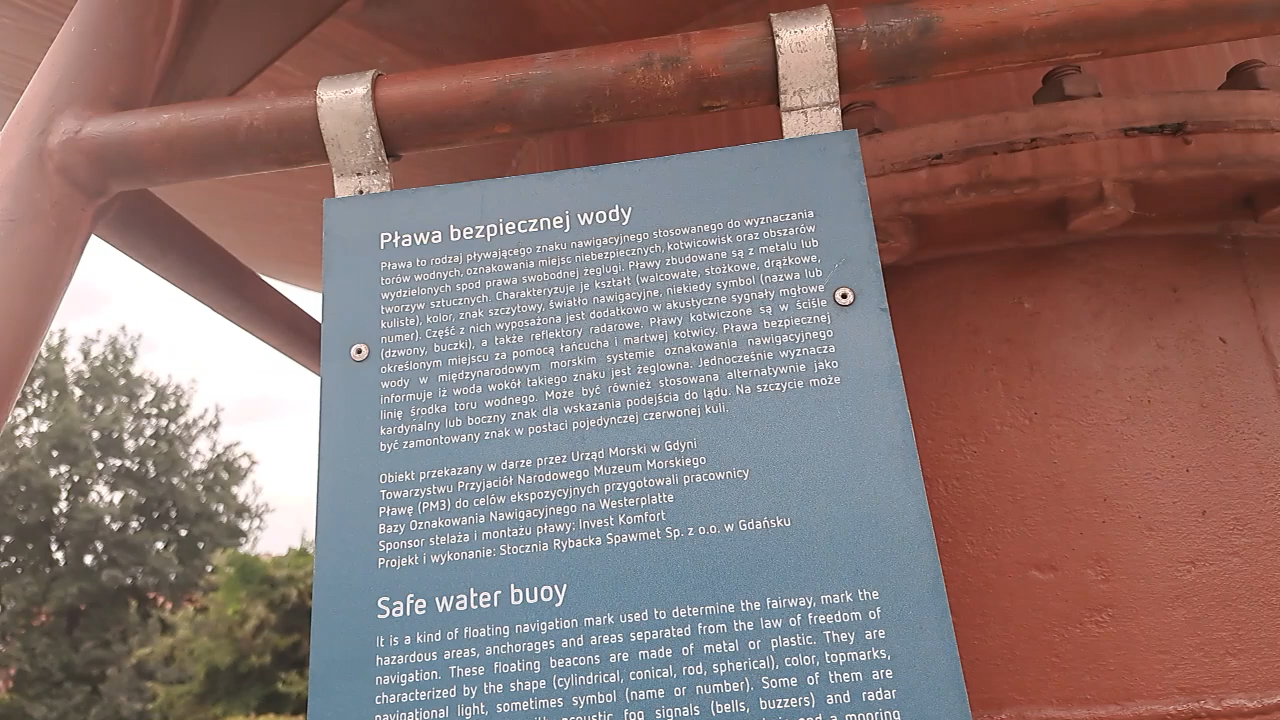 Pława bezpiecznej wody
Pława to rodzaj pływającego znaku nawigacyjnego stosowanego do wyznaczania
torów wodnych, oznakowania miejsc niebezpiecznych, kotwicowisk oraz obszarów
wydzielonych spod prawa swobodnej żeglugi. Pławy zbudowane są z metalu lub
tworzyw sztucznych. Charakteryzuje je kształt (walcowate, stożkowe, drążkowe,
kuliste), kolor, znak szczytowy, światło nawigacyjne, niekiedy symbol (nazwa lub
numer). Część z nich wyposażona jest dodatkowo w akustyczne sygnały mgłowe
(dzwony, buczki), a także reflektory radarowe. Pławy kotwiczone są w ściśle
określonym miejscu za pomocą łańcucha i martwej kotwicy. Pława bezpiecznej
wody w międzynarodowym morskim systemie oznakowania nawigacyjnego
informuje iż woda wokół takiego znaku jest żeglowna. Jednocześnie wyznacza
linię środka toru wodnego. Może być również stosowana alternatywnie jako
kardynalny lub boczny znak dla wskazania podejścia do lądu. Na szczycie może
być zamontowany znak w postaci pojedynczej czerwonej kuli.
Obiekt przekazany w darze przez Urząd Morski w Gdyni
Towarzystwu Przyjaciół Narodowego Muzeum Morskiego
Pławę (PM3) do celów ekspozycyjnych przygotowali pracownicy
Bazy Oznakowania Nawigacyjnego na Westerplatte
Sponsor stelaża i montażu pławy: Invest Komfort
Projekt i wykonanie: Stocznia Rybacka Spawmet Sp. z o.o. w Gdańsku
Safe water buoy
It is a kind of floating navigation mark used to determine the fairway, mark the
hazardous areas, anchorages and areas separated from the law of freedom of
navigation. These floating beacons are made of metal or plastic. They are
characterized by the shape (cylindrical, conical, rod, spherical), color, topmarks,
navigational light, sometimes symbol (name or number). Some of them are
acoustic fog signals (bells, buzzers) and radar
and a mooring